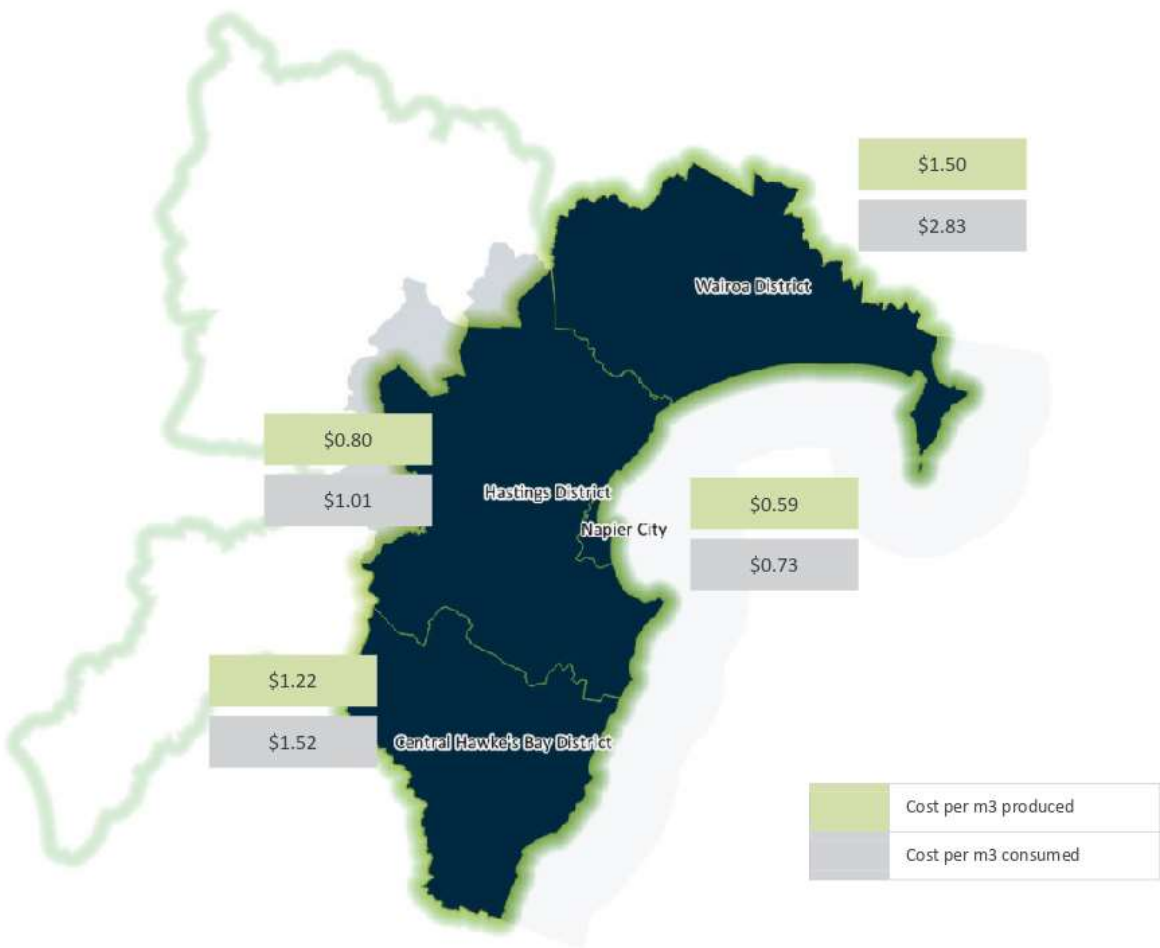 $1.50
$2.83
Wairoa District
$0.80
$1.01
Hastings District
Napier City
$0.59
$0.73
$1.22
$1.52
Central Hawke's Bay District
Cost per m3 produced
Cost per m3 consumed